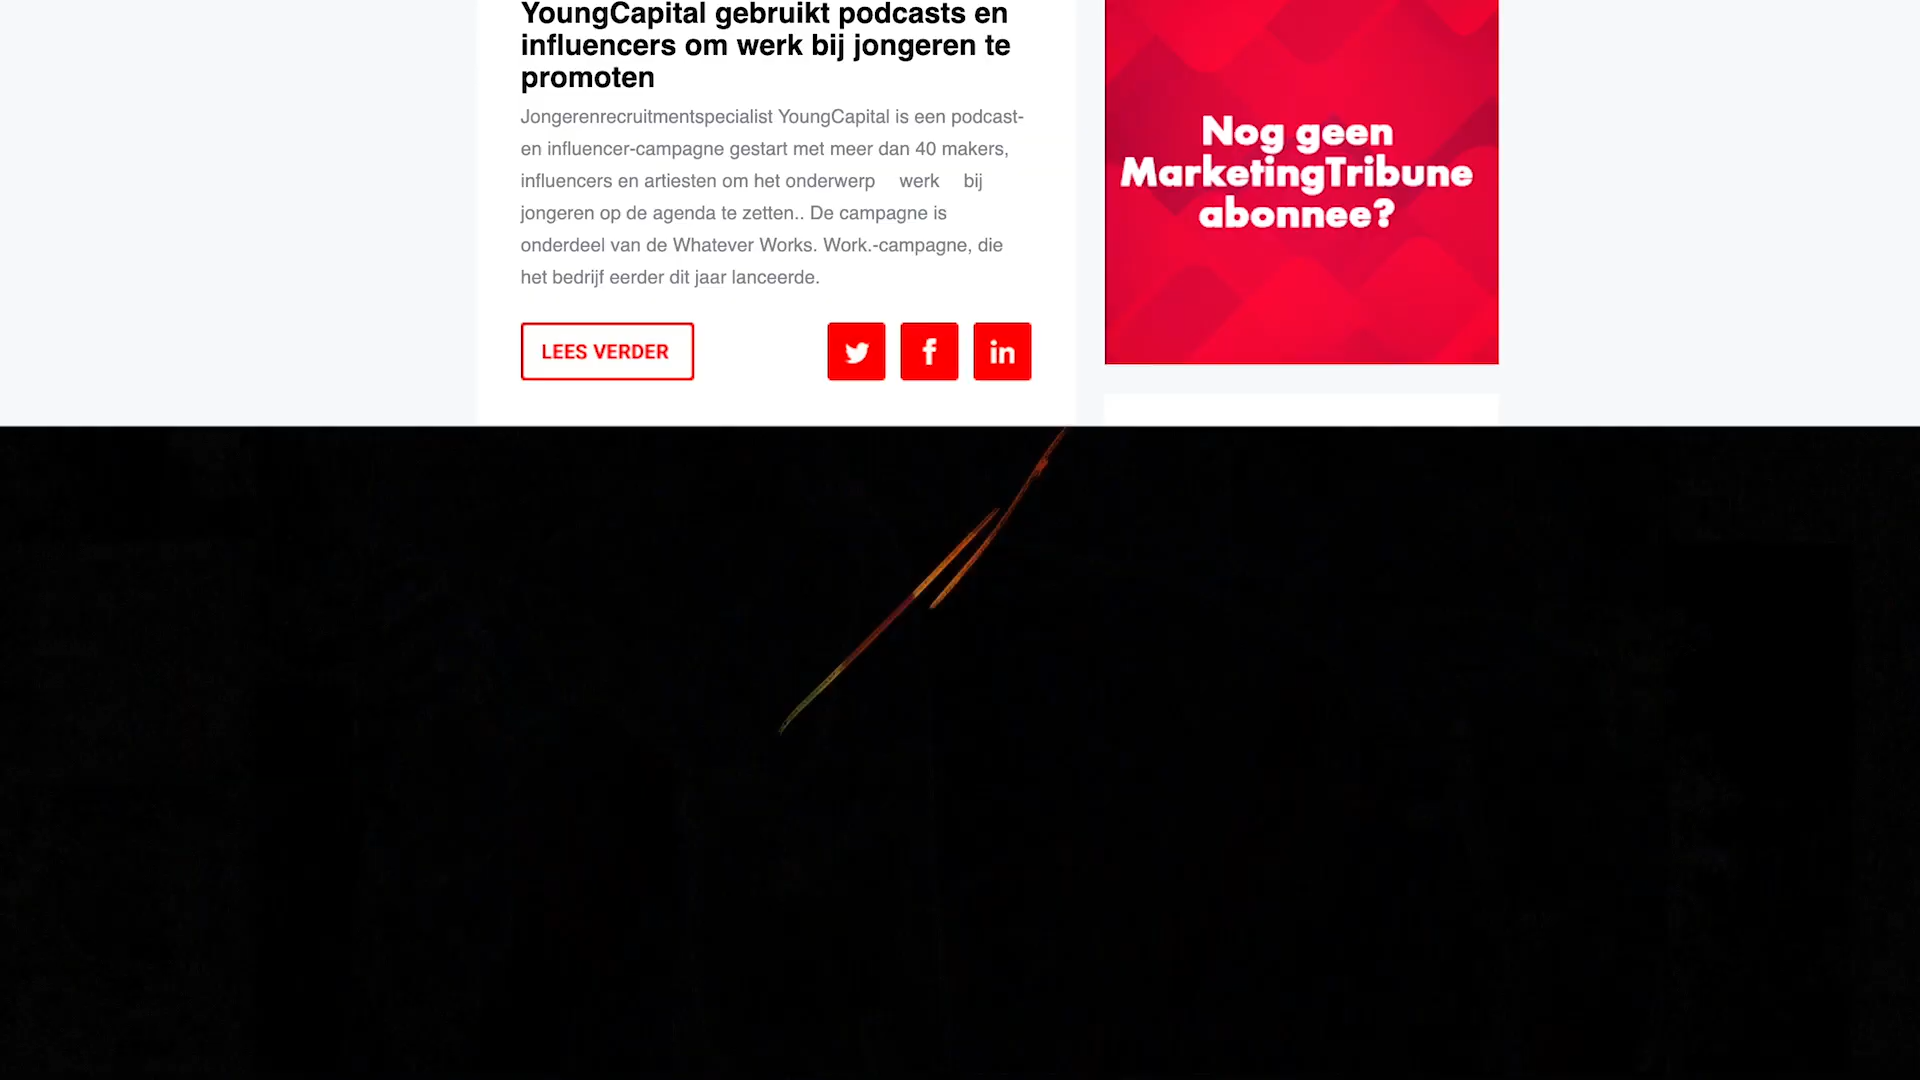 YoungCapital gebruikt podcasts en
influencers om werk bij jongeren te
promoten
Jongerenrecruitmentspecialist YoungCapital is een podcast-
en influencer-campagne gestart met meer dan 40 makers,
influencers en artiesten om het onderwerp werk bij
jongeren op de agenda te zetten.. De campagne is
onderdeel van de Whatever Works. Work.-campagne, die
het bedrijf eerder dit jaar lanceerde.
LEES VERDER
Nog geen
MarketingTribune
abonnee?